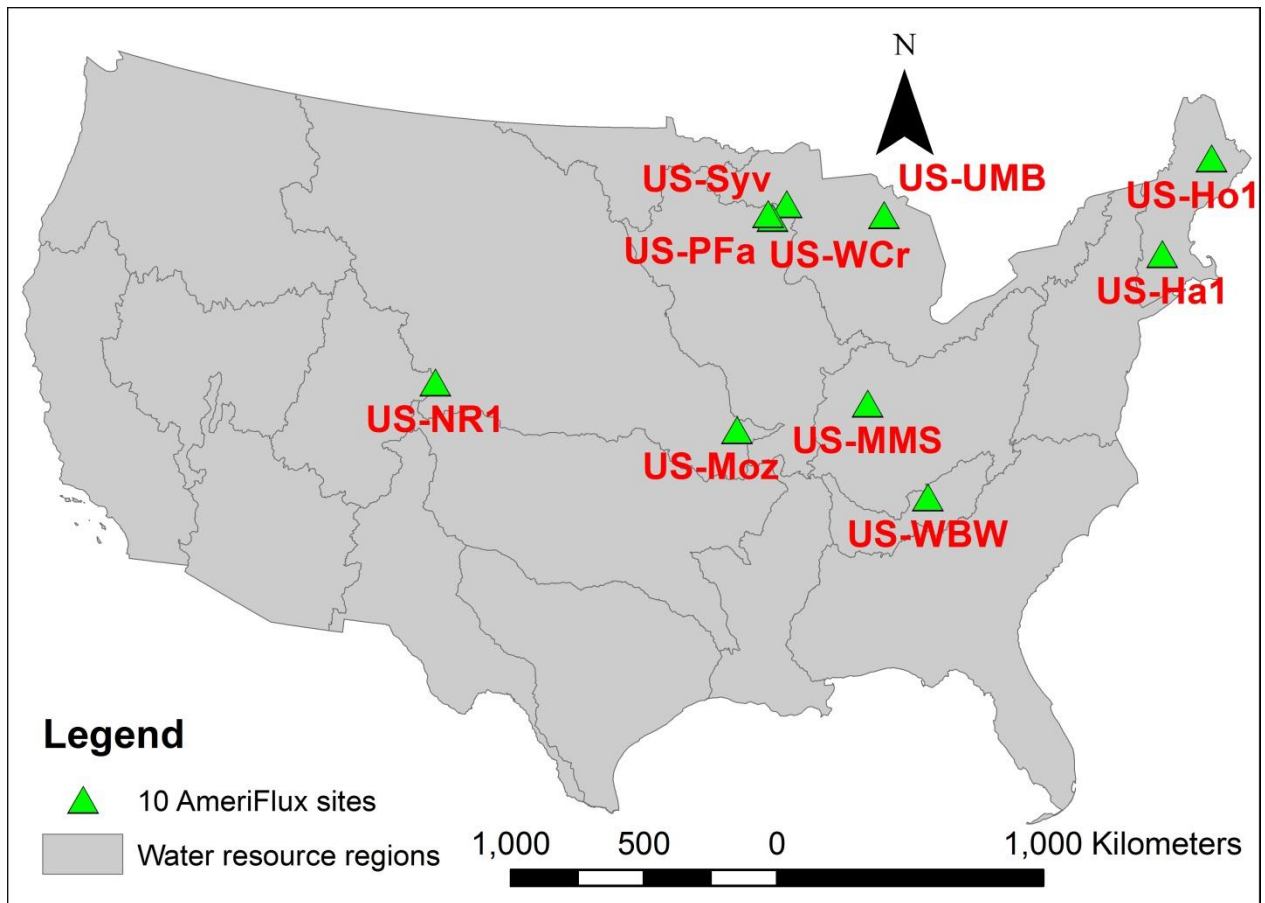 N
US-Syv
US-UMB
US-Ho1
US-PFa
US-WCr
US-Ha1
US-NR1
US-MMS
US-Moz
US-WBW
Legend
10 AmeriFlux sites
Water resource regions
1,000 500 0 1,000 Kilometers